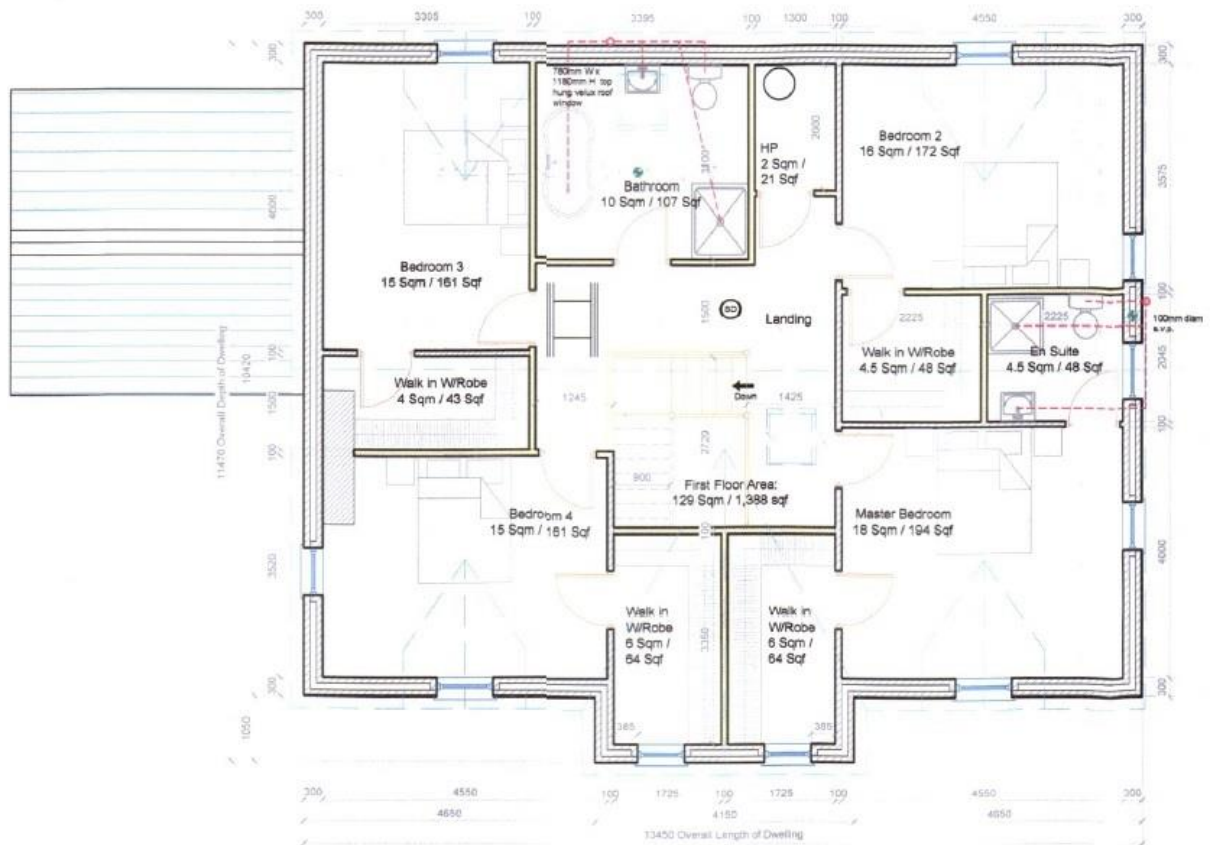 300
3305
100
3395
100
1300
100
4550
300
780mm W x
1180mm H top
hung velux roof
window
HP
2 Sqm /
21 Sqf
2600
Bedroom 2
16 Sqm / 172 Sqf
300
3575
Bathroom
10 Sqm / 107 Sqf
Bedroom 3
15 Sqm / 161 Sqf
SD
1500
Landing
2225
2225
100
100mm diam
s.v.p.
2045
Walk in W/Robe
4.5 Sqm / 48 Sqf
En Suite
4.5 Sqm / 48 Sqf
Walk in W/Robe
4 Sqm / 43 Sqf
1245
Down
1425
2729
900
First Floor Area:
129 Sqm / 1,388 sqf
100
Bedroom 4
15 Sqm / 161 Sqf
Master Bedroom
18 Sqm / 194 Sqf
100
4000
Walk in
W/Robe
6 Sqm /
64 Sqf
3350
Walk in
W/Robe
6 Sqm /
64 Sqf
385
385
300
300
100
1500
100
3520
300
1050
11470 Overall Depth of Dwelling
10420
300
4550
100
1725
100
1725
100
4550
300
4650
4150
4650
13450 Overall Length of Dwelling